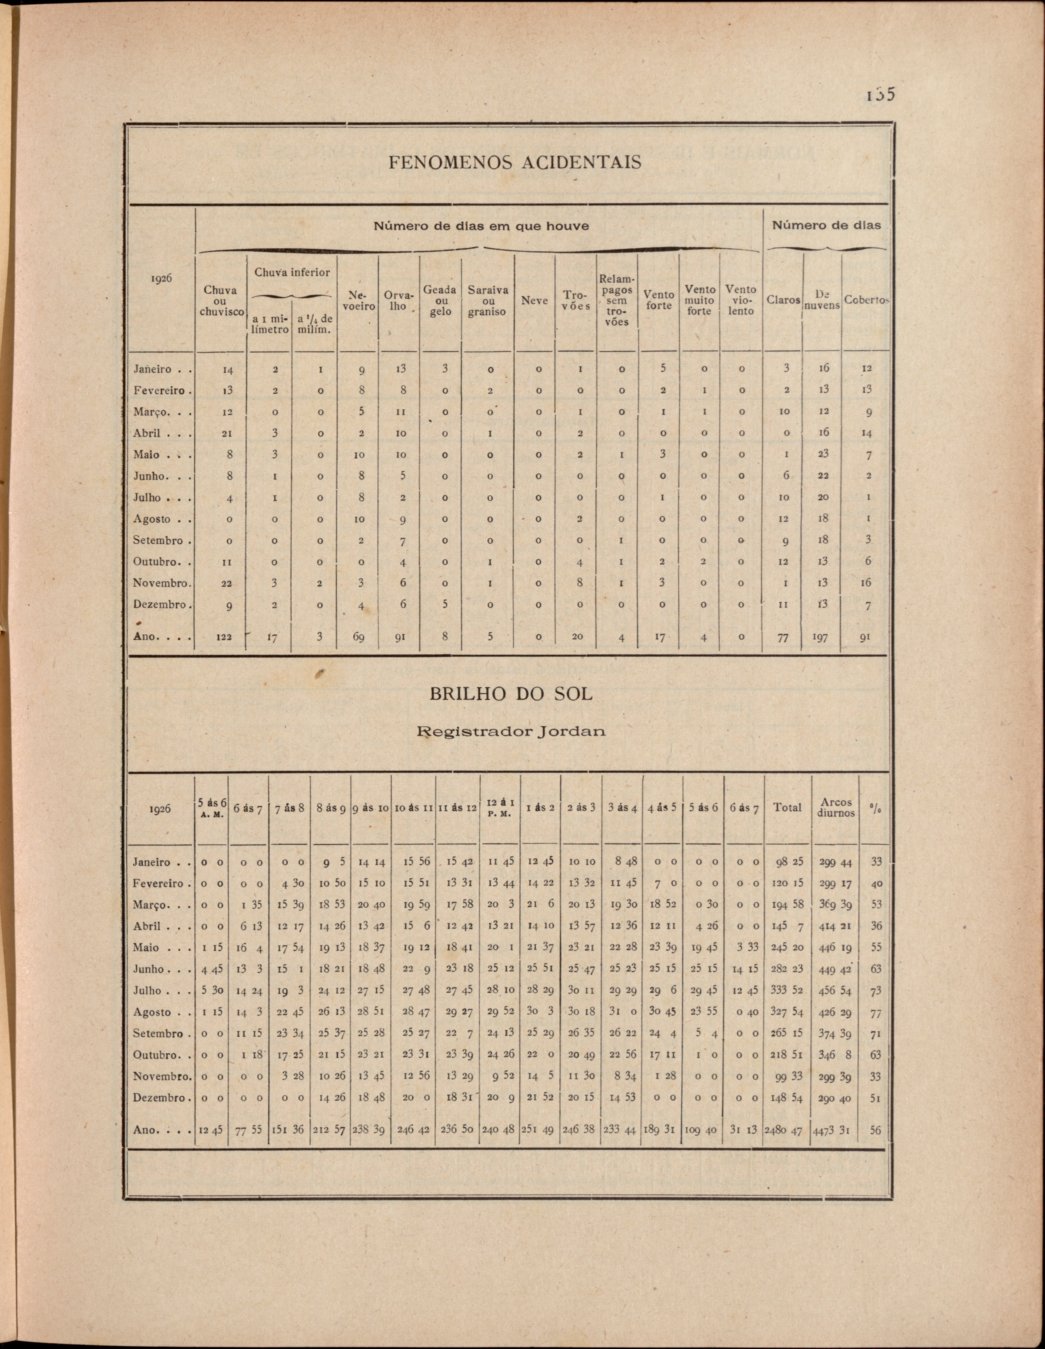 135
FENOMENOS ACIDENTAIS
1926
Número de dias em que houve
Número de dias
Chuva ou chuvisco
Chuva inferior
a 1 milímetro
a 1/4 de milím.
Nevoeiro
Orvalho
Geada ou gelo
Saraiva ou graniso
Neve
Trovões
Relampagos sem trovões
Vento forte
Vento muito forte
Vento violento
Claros
De nuvens
Cobertos
Janeiro . . 14 2 1 9 13 3 0 0 1 0 5 0 0 3 16 12
Fevereiro . 13 2 0 8 8 0 2 0 0 0 2 1 0 2 13 13
Março. . . 12 0 0 5 11 0 0 0 1 0 1 1 0 10 12 9
Abril . . . 21 3 0 2 10 0 1 0 2 0 0 0 0 0 16 14
Maio . . . 8 3 0 10 10 0 0 0 2 1 3 0 0 1 23 7
Junho. . . 8 1 0 8 5 0 0 0 0 0 0 0 0 6 22 2
Julho . . . 4 1 0 8 2 0 0 0 0 0 1 0 0 10 20 1
Agosto . . 0 0 0 10 9 0 0 0 2 0 0 0 0 12 18 1
Setembro . 0 0 0 2 7 0 0 0 0 1 0 0 0 9 18 3
Outubro. . 11 0 0 0 4 0 1 0 4 1 2 2 0 12 13 6
Novembro. 22 3 2 3 6 0 1 0 8 1 3 0 0 1 13 16
Dezembro . 9 2 0 4 6 5 0 0 0 0 0 0 0 11 13 7
Ano. . . . 122 17 3 69 91 8 5 0 20 4 17 4 0 77 197 91
BRILHO DO SOL
Registrador Jordan
1926 5 ás 6 A. M. 6 ás 7 7 ás 8 8 ás 9 9 ás 10 10 ás 11 11 ás 12 12 á 1 P. M. 1 ás 2 2 ás 3 3 ás 4 4 ás 5 5 ás 6 6 ás 7 Total Arcos diurnos %
Janeiro . . 0 0 0 0 0 0 9 5 14 14 15 56 15 42 11 45 12 45 10 10 8 48 0 0 0 0 0 0 98 25 299 44 33
Fevereiro . 0 0 0 0 4 30 10 50 15 10 15 51 13 31 13 44 14 22 13 32 11 45 7 0 0 0 0 0 120 15 299 17 40
Março. . . 0 0 1 35 15 39 18 53 20 40 19 59 17 58 20 3 21 6 20 13 19 30 18 52 0 30 0 0 194 58 369 39 53
Abril . . . 0 0 6 13 12 17 14 26 13 42 15 6 12 42 13 21 14 10 13 57 12 36 12 11 4 26 0 0 145 7 414 21 36
Maio . . . 1 15 16 4 17 54 19 13 18 37 19 12 18 41 20 1 21 37 23 21 22 28 23 39 19 45 3 33 245 20 446 19 55
Junho . . . 4 45 13 3 15 1 18 21 18 48 22 9 23 18 25 12 25 51 25 47 25 23 25 15 25 15 14 15 282 23 449 42 63
Julho . . . 5 30 14 24 19 3 24 12 27 15 27 48 27 45 28 10 28 29 30 11 29 29 29 6 29 45 12 45 333 52 456 54 73
Agosto . . 1 15 14 3 22 45 26 13 28 51 28 47 29 27 29 52 30 3 30 18 31 0 30 45 23 55 0 40 327 54 426 29 77
Setembro . 0 0 11 15 23 34 25 37 25 28 25 27 22 7 24 13 25 29 26 35 26 22 24 4 5 4 0 0 265 15 374 39 71
Outubro. . 0 0 1 18 17 25 21 15 23 21 23 31 23 39 24 26 22 0 20 49 22 56 17 11 1 0 0 0 218 51 346 8 63
Novembro. 0 0 0 0 3 28 10 26 13 45 12 56 13 29 9 52 14 5 11 30 8 34 1 28 0 0 0 0 99 33 299 39 33
Dezembro . 0 0 0 0 0 0 14 26 18 48 20 0 18 31 20 9 21 52 20 15 14 53 0 0 0 0 0 0 148 54 290 40 51
Ano. . . . 12 45 77 55 151 36 212 57 238 39 246 42 236 50 240 48 251 49 246 38 233 44 189 31 109 40 31 13 2480 47 4473 31 56